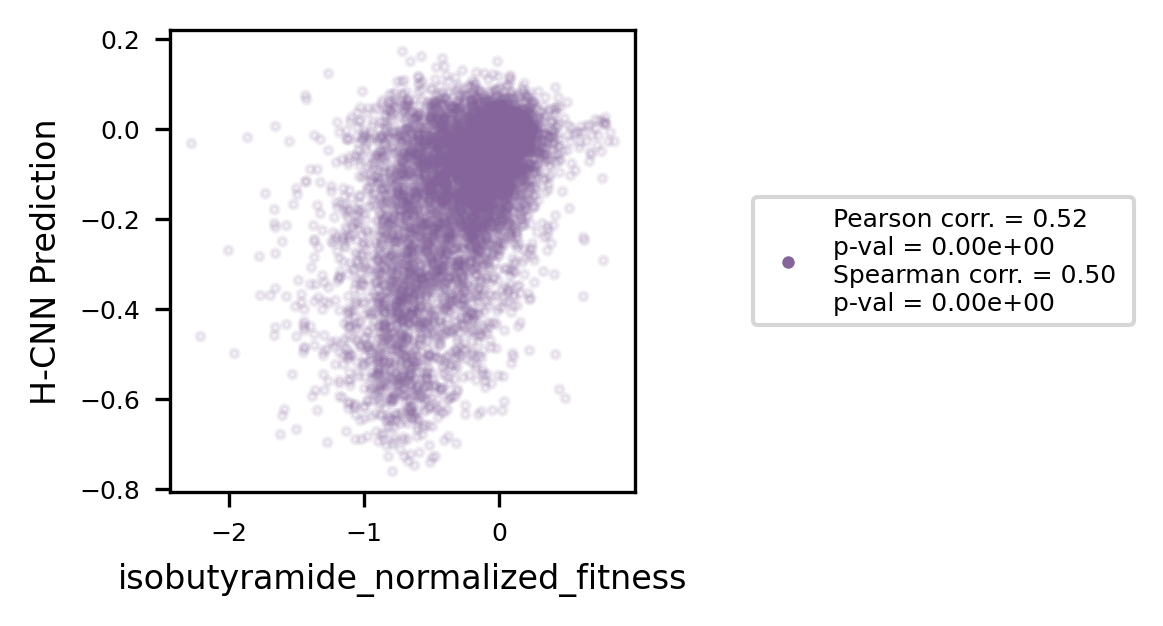 0.2
0.0
−0.2
−0.4
−0.6
−0.8
H-CNN Prediction
−2
−1
0
isobutyramide_normalized_fitness
Pearson corr. = 0.52
p-val = 0.00e+00
Spearman corr. = 0.50
p-val = 0.00e+00